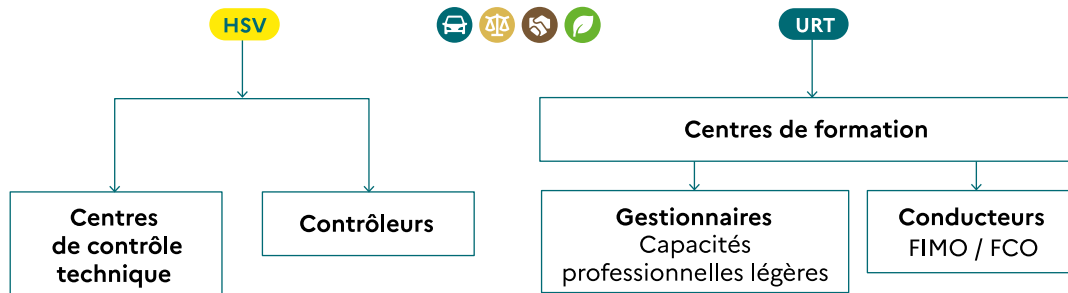 HSV
URT
Centres de formation
Centres
de contrôle
technique
Contrôleurs
Gestionnaires
Capacités
professionnelles légères
Conducteurs
FIMO / FCO